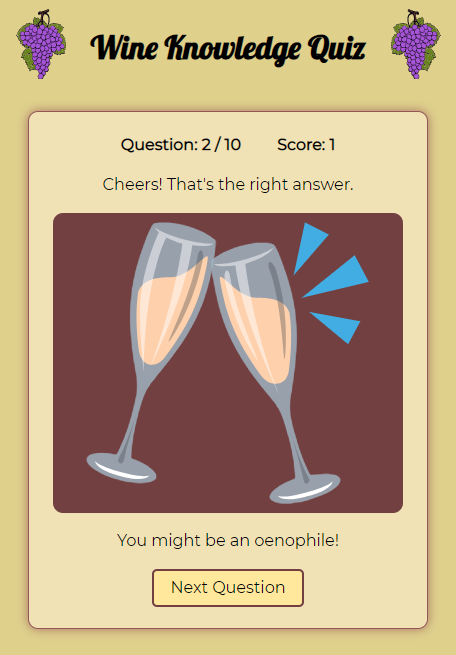 Wine Knowledge Quiz
Question: 2 / 10 Score: 1
Cheers! That's the right answer.
You might be an oenophile!
Next Question